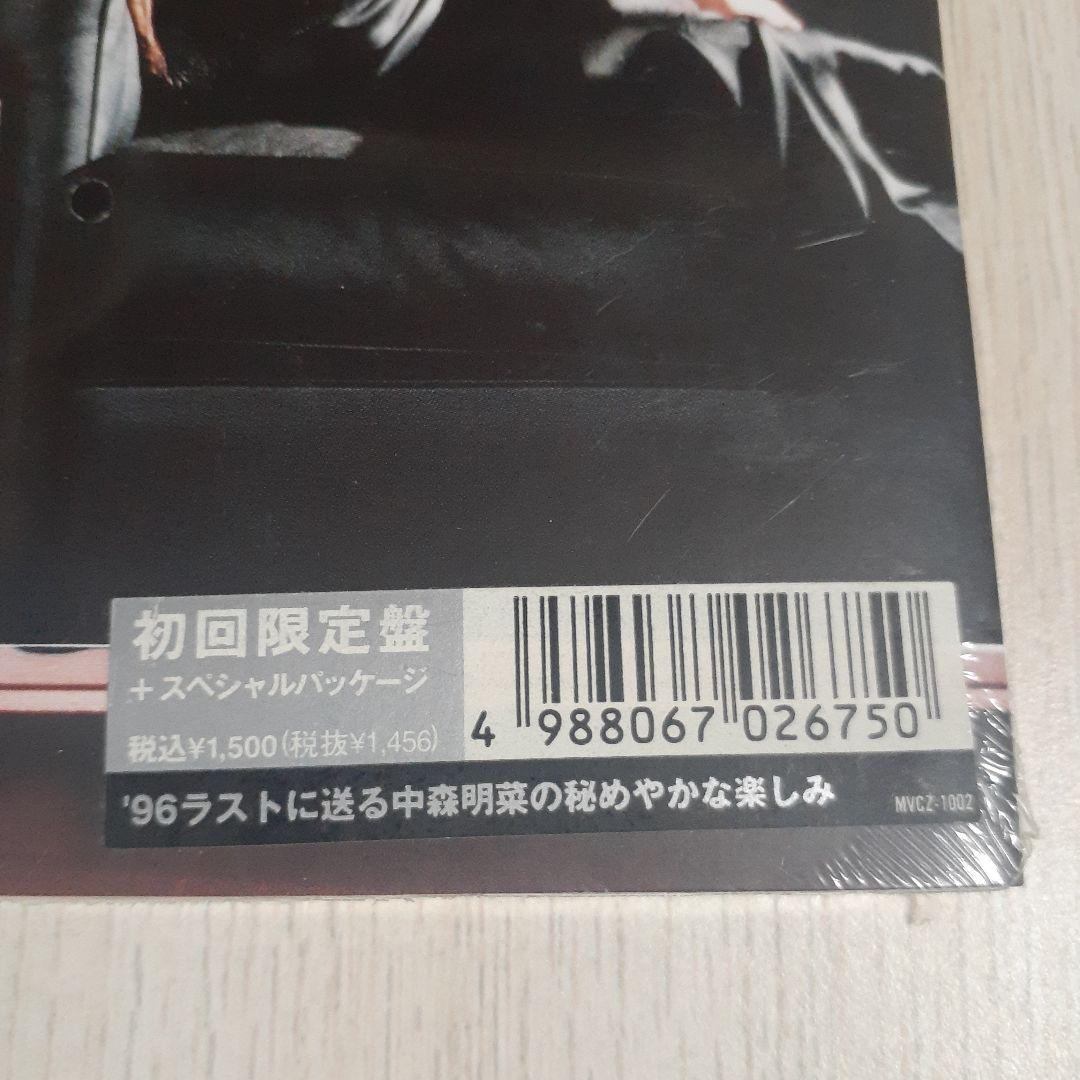 初回限定盤
+スペシャルパッケージ
税込¥1,500(税抜¥1,456)
4 988067 026750
'96ラストに送る中森明菜の秘めやかな楽しみ
MVCZ-1002